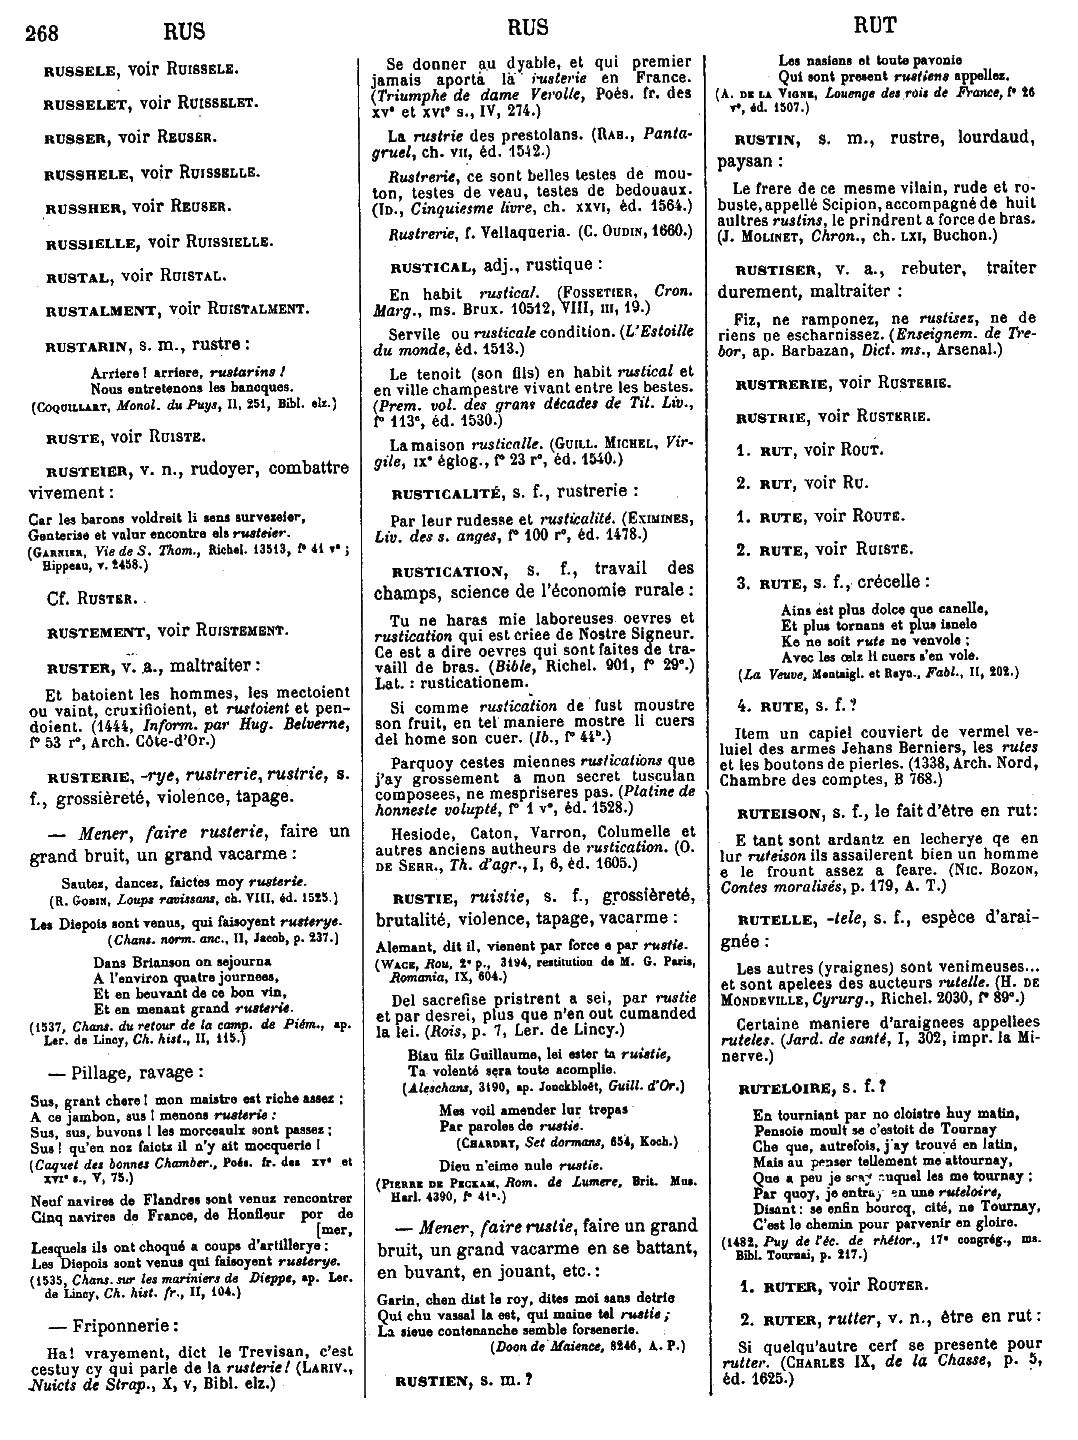 268 RUS RUS RUT
RUSSELE, voir RUISSELE.
RUSSELET, voir RUISSELET.
RUSSER, voir REUSER.
RUSSHELE, voir RUISSELLE.
RUSSHER, voir REUSER.
RUSSIELLE, voir RUISSIELLE.
RUSTAL, voir RUISTAL.
RUSTALMENT, voir RUISTALMENT.
RUSTARIN, s. m., rustre :
Arriere ! arriere, rustarins !
Nous entretenons les bancques.
(COQUILLART, Monol. du Puys, II, 251, Bibl. elz.)
RUSTE, voir RUISTE.
RUSTEIER, v. n., rudoyer, combattre
vivement :
Car les barons voldreit li sens survezeier,
Genterise et valur encontre els rusteier.
(GARNIER, Vie de S. Thom., Richel. 13513, f° 41 v° ;
Hippeau, v. 2458.)
Cf. RUSTER.
RUSTEMENT, voir RUISTEMENT.
RUSTER, v. a., maltraiter :
Et batoient les hommes, les mectoient
ou vaint, cruxifioient, et rustoient et pen-
doient. (1444, Inform. par Hug. Belverne,
f° 53 r°, Arch. Côte-d'Or.)
RUSTERIE, -rye, rustrerie, rustrie, s.
f., grossièreté, violence, tapage.
— Mener, faire rusterie, faire un
grand bruit, un grand vacarme :
Sautez, dancez, faictes moy rusterie.
(R. GOBIN, Loups ravissans, ch. VIII, éd. 1525.)
Les Diepois sont venus, qui faisoyent rusterye.
(Chans. norm. anc., II, Jacob, p. 237.)
Dans Brianson on sejourna
A l'environ quatre journees,
Et en beuvant de ce bon vin,
Et en menant grand rusterie.
(1537, Chans. du retour de la camp. de Piém., ap.
Ler. de Lincy, Ch. hist., II, 115.)
— Pillage, ravage :
Sus, grant chere ! mon maistre est riche assez ;
A ce jambon, sus ! menons rusterie :
Sus, sus, buvons ! les morceaulx sont passez ;
Sus ! qu'en noz faictz il n'y ait mocquerie !
(Caquet des bonnes Chamber., Poés. fr. des XV° et
XVI° s., V, 75.)
Neuf navires de Flandres sont venuz rencontrer
Cinq navires de France, de Honfleur por de
[mer,
Lesquels ils ont choqué a coups d'artillerye ;
Les Diepois sont venus qui faisoyent rusterye.
(1535, Chans. sur les mariniers de Dieppe, ap. Ler.
de Lincy, Ch. hist. fr., II, 104.)
— Friponnerie :
Ha! vrayement, dict le Trevisan, c'est
cestuy cy qui parle de la rusterie! (LARIV.,
Nuicts de Strap., X, v, Bibl. elz.)
Se donner au dyable, et qui premier
jamais aporta la rusterie en France.
(Triumphe de dame Verolle, Poés. fr. des
XV° et XVI° s., IV, 274.)
La rustrie des prestolans. (RAB., Panta-
gruel, ch. VII, éd. 1542.)
Rustrerie, ce sont belles testes de mou-
ton, testes de veau, testes de bedouaux.
(ID., Cinquiesme livre, ch. XXVI, éd. 1564.)
Rustrerie, f. Vellaqueria. (C. OUDIN, 1660.)
RUSTICAL, adj., rustique :
En habit rustical. (FOSSETIER, Cron.
Marg., ms. Brux. 10512, VIII, III, 19.)
Servile ou rusticale condition. (L'Estoille
du monde, éd. 1513.)
Le tenoit (son fils) en habit rustical et
en ville champestre vivant entre les bestes.
(Prem. vol. des grans décades de Tit. Liv.,
f° 113°, éd. 1530.)
La maison rusticalle. (GUILL. MICHEL, Vir-
gile, IX° églog., f° 23 r°, éd. 1540.)
RUSTICALITÉ, s. f., rustrerie :
Par leur rudesse et rusticalité. (EXIMINES,
Liv. des s. anges, f° 100 r°, éd. 1478.)
RUSTICATION, s. f., travail des
champs, science de l'économie rurale :
Tu ne haras mie laboreuses oevres et
rustication qui est criee de Nostre Signeur.
Ce est a dire oevres qui sont faites de tra-
vaill de bras. (Bible, Richel. 901, f° 29°.)
Lat. : rusticationem.
Si comme rustication de fust moustre
son fruit, en tel maniere mostre li cuers
del home son cuer. (Ib., f° 44b.)
Parquoy cestes miennes rustications que
j'ay grossement a mon secret tusculan
composees, ne mespriseres pas. (Platine de
honneste volupté, f° 1 v°, éd. 1528.)
Hesiode, Caton, Varron, Columelle et
autres anciens autheurs de rustication. (O.
DE SERR., Th. d'agr., I, 6, éd. 1605.)
RUSTIE, ruistie, s. f., grossièreté,
brutalité, violence, tapage, vacarme :
Alemant, dit il, vienent par force e par rustie.
(WACE, Rou, 2° p., 3194, restitution de M. G. Paris,
Romania, IX, 604.)
Del sacrefise pristrent a sei, par rustie
et par desrei, plus que n'en out cumanded
la lei. (Rois, p. 7, Ler. de Lincy.)
Biau filz Guillaume, lei ester ta ruistie,
Ta volenté sera toute acomplie.
(Aleschans, 3190, ap. Jonckbloët, Guill. d'Or.)
Mes voil amender lur trepas
Par paroles de rustie.
(CHARDRY, Set dormans, 654, Koch.)
Dieu n'eime nule rustie.
(PIERRE DE PECKAM, Rom. de Lumere, Brit. Mus.
Harl. 4390, f° 41°.)
— Mener, faire rustie, faire un grand
bruit, un grand vacarme en se battant,
en buvant, en jouant, etc. :
Garin, chen dist le roy, dites moi sans detrie
Qui chu vassal la est, qui maine tel rustie ;
La sieue contenanche semble forsenerie.
(Doon de Maience, 8246, A. P.)
RUSTIEN, s. m. ?
Les nasiens et toute pavonie
Qui sont present rustiens appellez.
(A. DE LA VIGNE, Louenge des rois de France, f° 26
v°, éd. 1507.)
RUSTIN, s. m., rustre, lourdaud,
paysan :
Le frere de ce mesme vilain, rude et ro-
buste, appellé Scipion, accompagné de huit
aultres rustins, le prindrent a force de bras.
(J. MOLINET, Chron., ch. LXI, Buchon.)
RUSTISER, v. a., rebuter, traiter
durement, maltraiter :
Fiz, ne ramponez, ne rustisez, ne de
riens ne escharnissez. (Enseignem. de Tre-
bor, ap. Barbazan, Dict. ms., Arsenal.)
RUSTRERIE, voir RUSTERIE.
RUSTRIE, voir RUSTERIE.
1. RUT, voir ROUT.
2. RUT, voir RU.
1. RUTE, voir ROUTE.
2. RUTE, voir RUISTE.
3. RUTE, s. f., crécelle :
Ains est plus dolce que canelle,
Et plus tornans et plus isnele
Ke ne soit rute ne venvole ;
Avec les œlz li cuers s'en vole.
(La Veuve, Montaigl. et Rayn., Fabl., II, 202.)
4. RUTE, s. f. ?
Item un capiel couviert de vermel ve-
luiel des armes Jehans Berniers, les rutes
et les boutons de pierles. (1338, Arch. Nord,
Chambre des comptes, B 768.)
RUTEISON, s. f., le fait d'être en rut :
E tant sont ardantz en lecherye qe en
lur ruteison ils assailerent bien un homme
e le frount assez a feare. (NIC. BOZON,
Contes moralisés, p. 179, A. T.)
RUTELLE, -tele, s. f., espèce d'arai-
gnée :
Les autres (yraignes) sont venimeuses...
et sont apelees des aucteurs rutelle. (H. DE
MONDEVILLE, Cyrurg., Richel. 2030, f° 89°.)
Certaine maniere d'araignees appellees
ruteles. (Jard. de santé, I, 302, impr. la Mi-
nerve.)
RUTELOIRE, s. f. ?
En tourniant par no cloistre huy matin,
Pensoie moult se c'estoit de Tournay
Che que, autrefois, j'ay trouvé en latin,
Mais au penser tellement me attournay,
Que a peu je scay auquel les me tournay ;
Par quoy, je entray en une ruteloire,
Disant : se enfin bourcq, cité, ne Tournay,
C'est le chemin pour parvenir en gloire.
(1482, Puy de l'éc. de rhétor., 17° congrég., ms.
Bibl. Tournai, p. 217.)
1. RUTER, voir ROUTER.
2. RUTER, rutter, v. n., être en rut :
Si quelqu'autre cerf se presente pour
rutter. (CHARLES IX, de la Chasse, p. 5,
éd. 1625.)